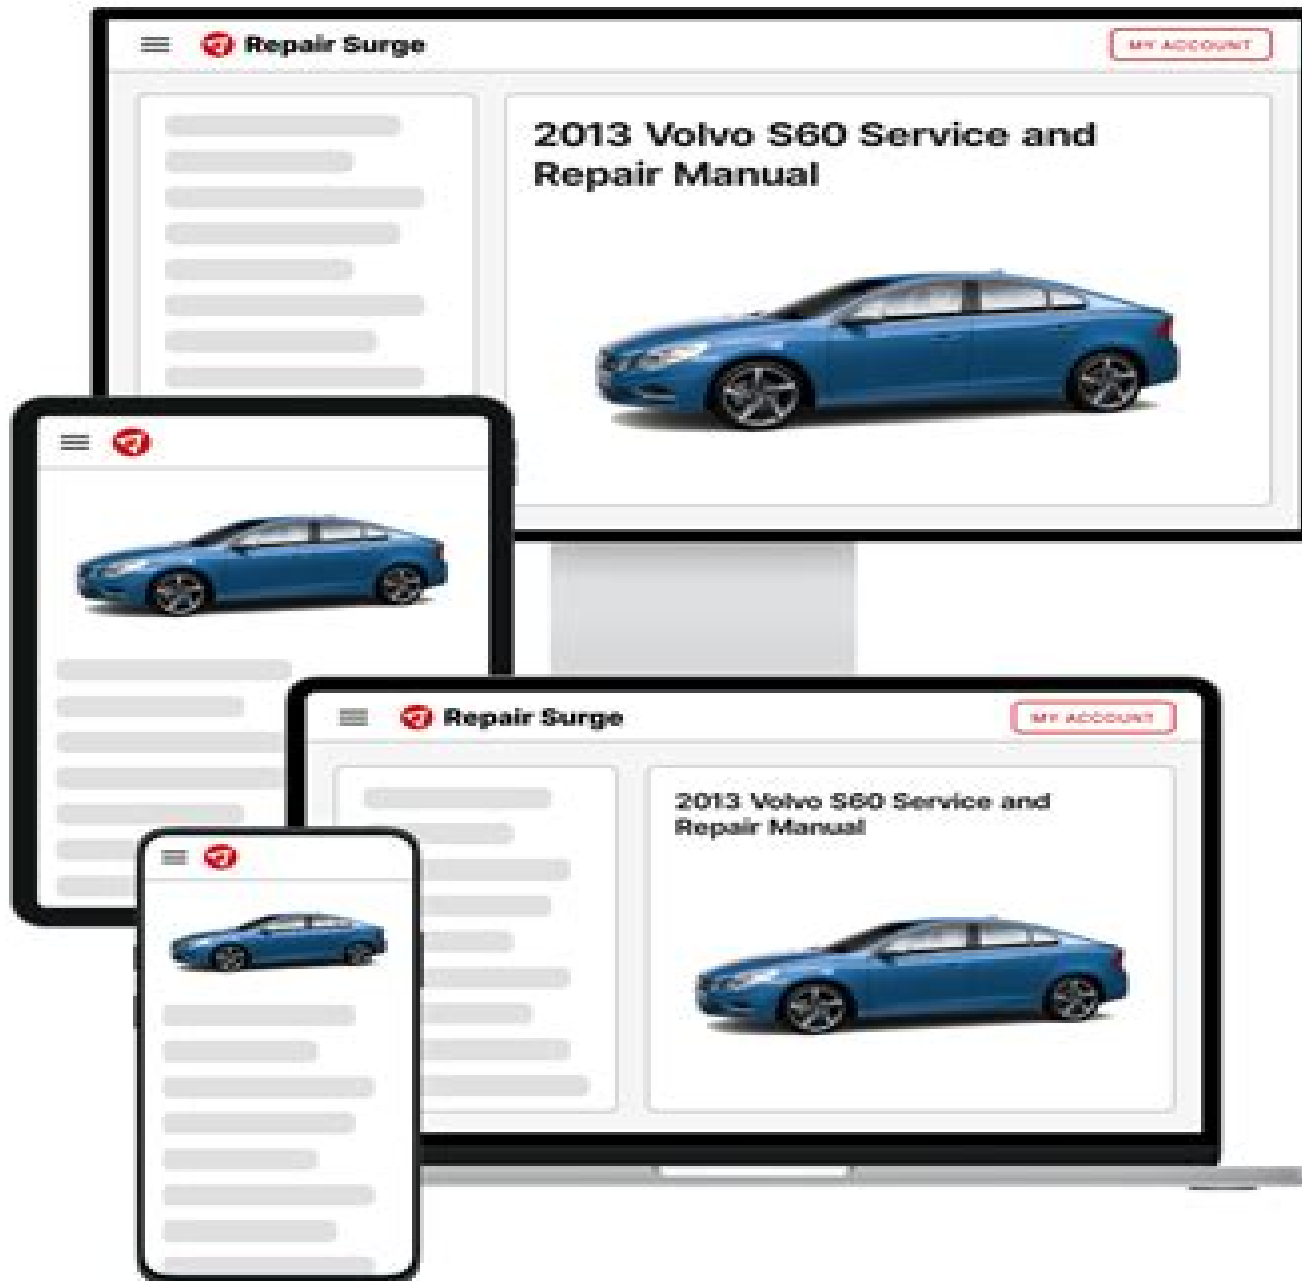 Repair Surge
MY ACCOUNT
2013 Volvo S60 Service and
Repair Manual
Repair Surge
MY ACCOUNT
2013 Volvo S60 Service and
Repair Manual